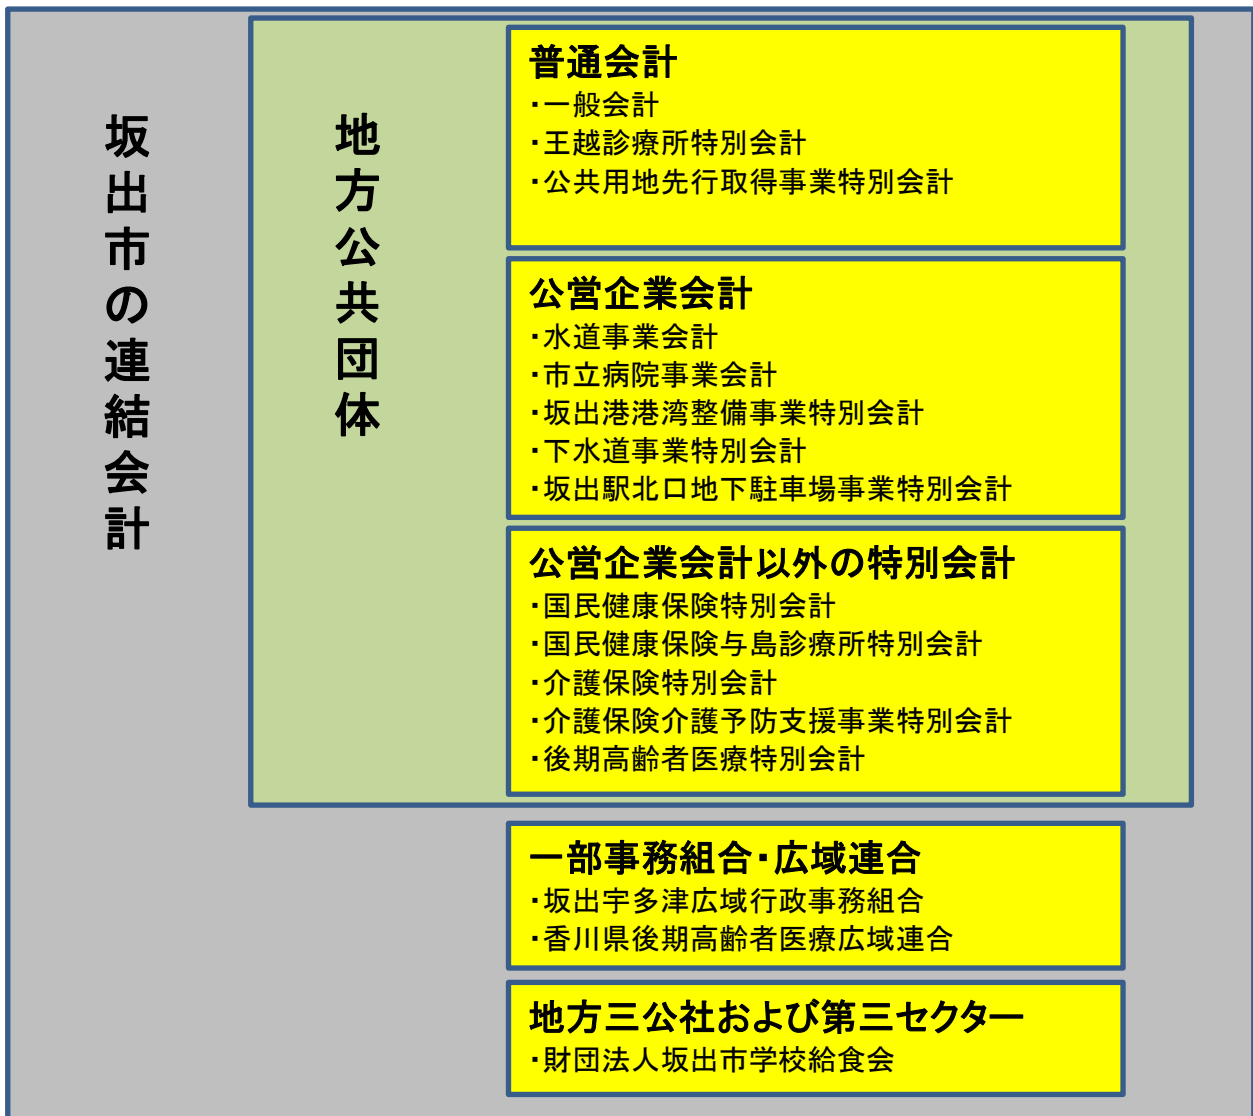 坂出市の連結会計
地方公共団体
普通会計
・一般会計
・王越診療所特別会計
・公共用地先行取得事業特別会計
公営企業会計
・水道事業会計
・市立病院事業会計
・坂出港港湾整備事業特別会計
・下水道事業特別会計
・坂出駅北口地下駐車場事業特別会計
公営企業会計以外の特別会計
・国民健康保険特別会計
・国民健康保険与島診療所特別会計
・介護保険特別会計
・介護保険介護予防支援事業特別会計
・後期高齢者医療特別会計
一部事務組合・広域連合
・坂出宇多津広域行政事務組合
・香川県後期高齢者医療広域連合
地方三公社および第三セクター
・財団法人坂出市学校給食会